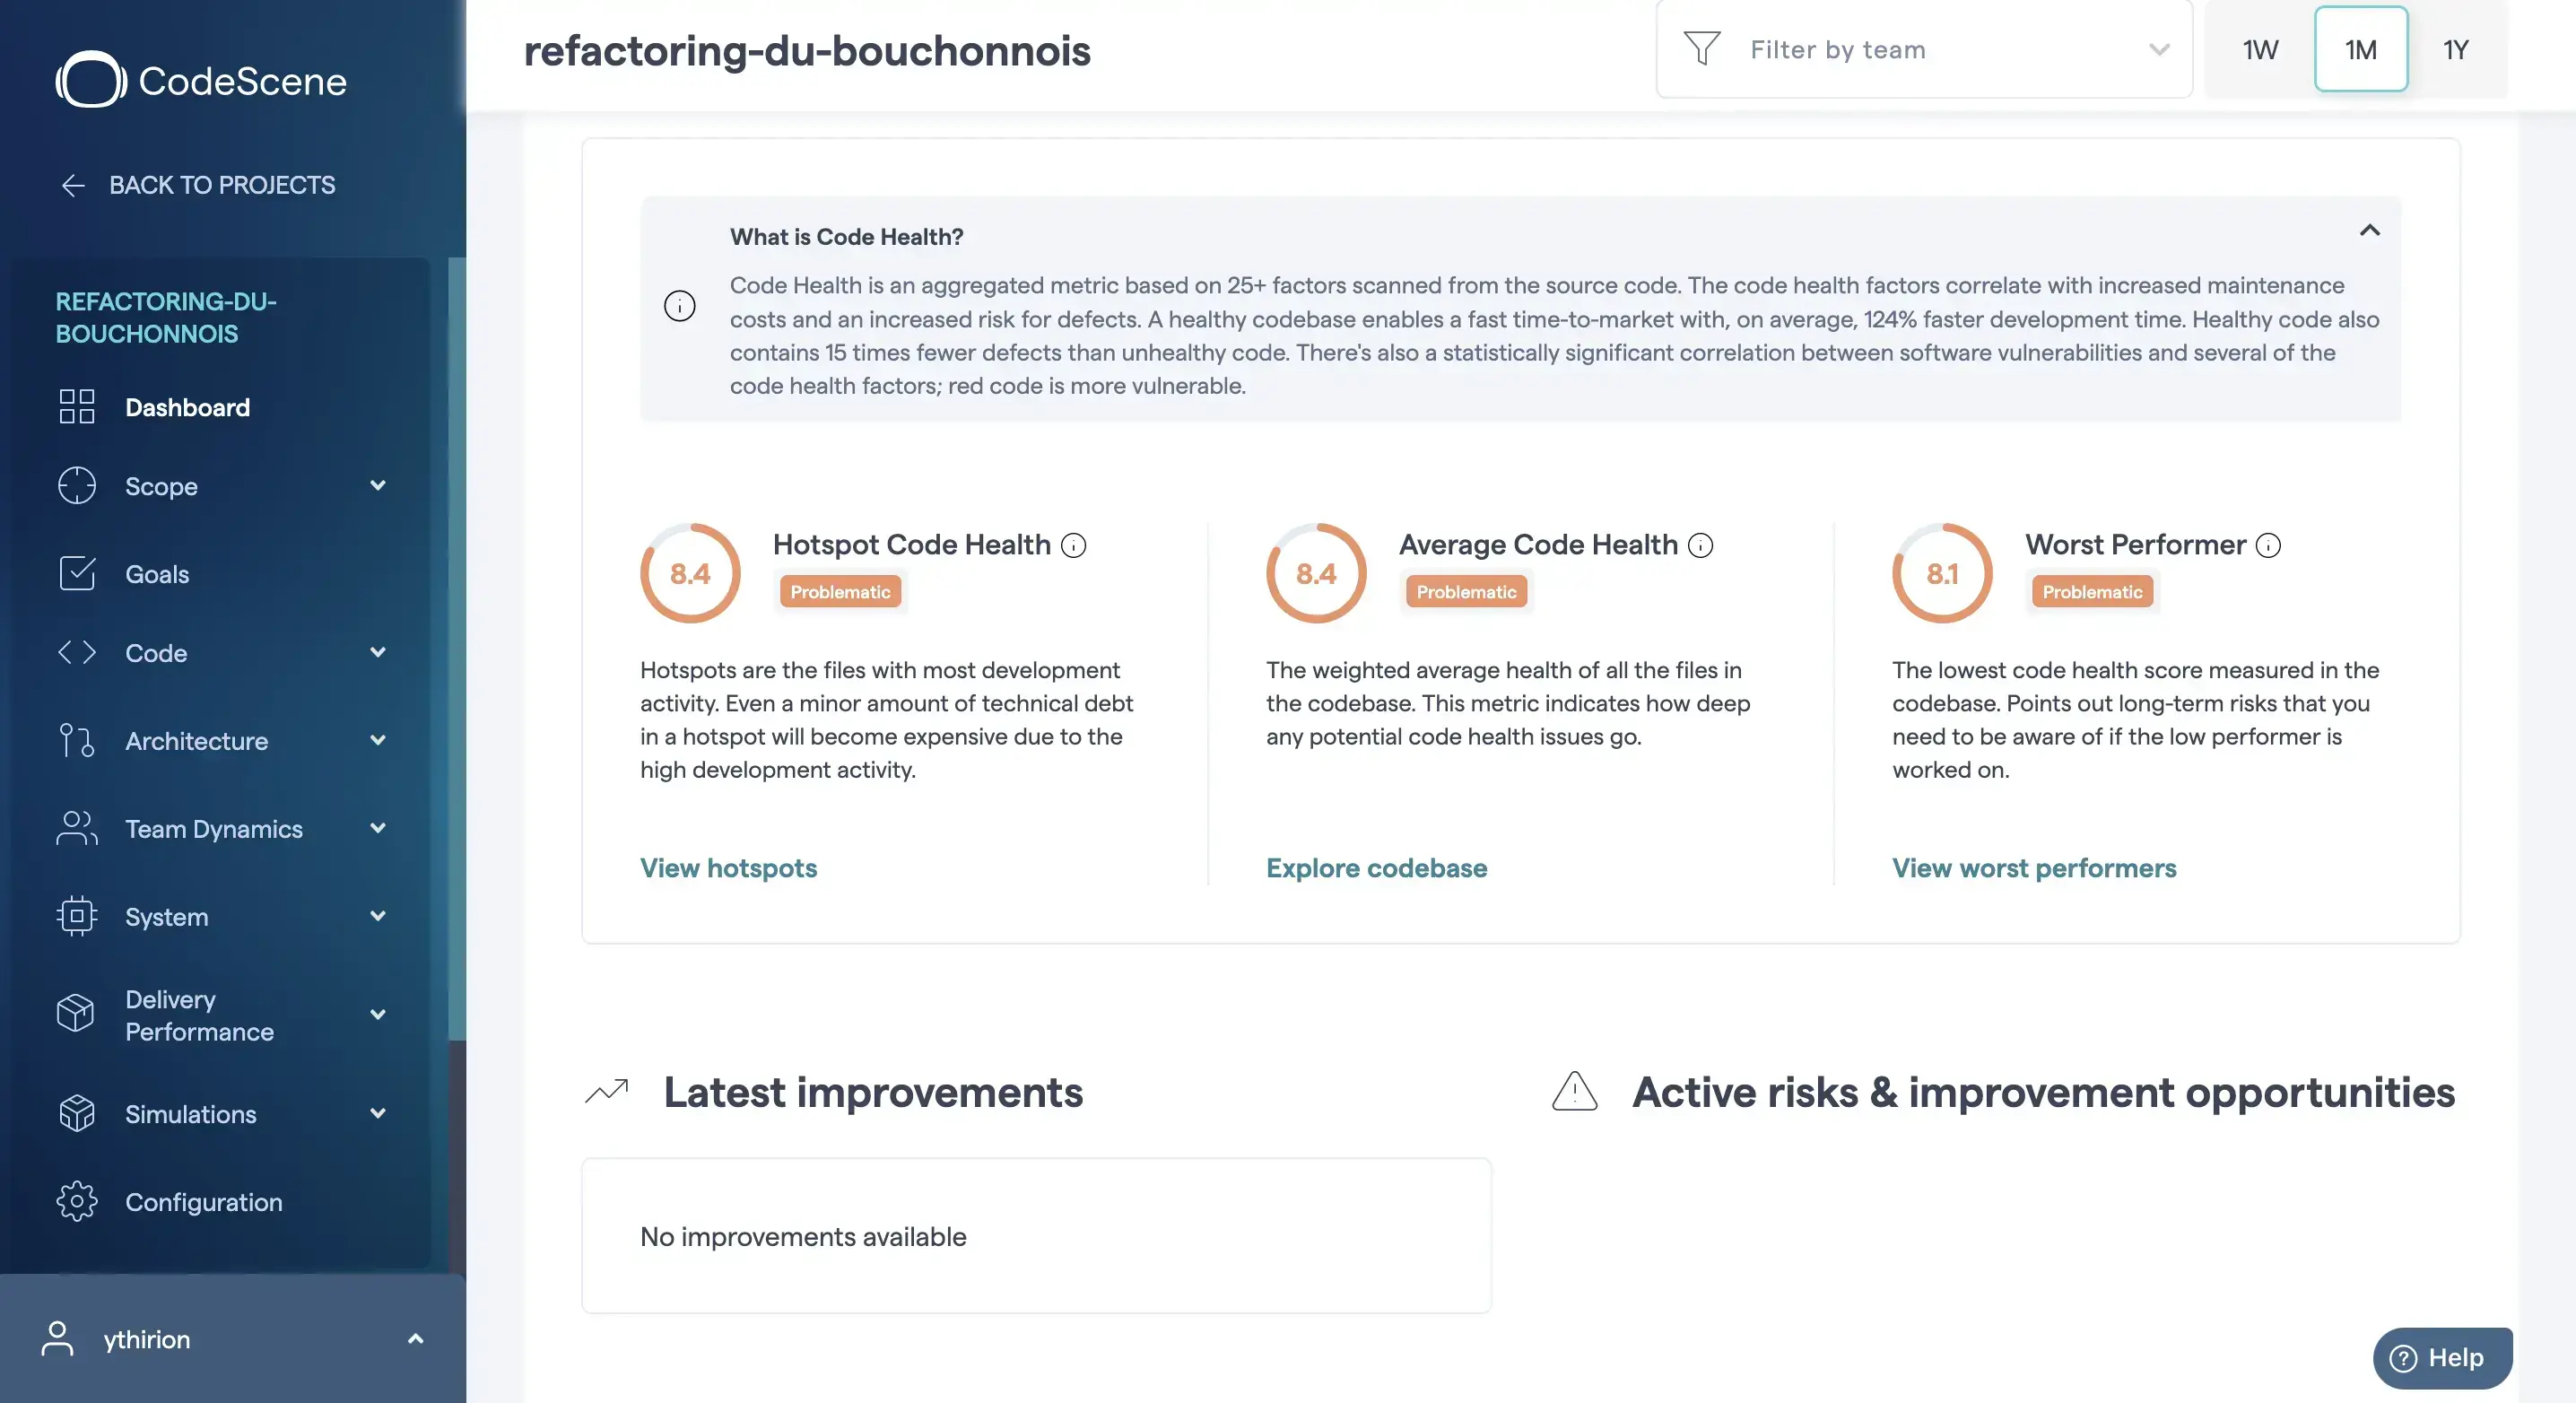 CodeScene
BACK TO PROJECTS
REFACTORING-DU-
BOUCHONNOIS
Dashboard
Scope
Goals
Code
Architecture
Team Dynamics
System
Delivery
Performance
Simulations
Configuration
ythirion
refactoring-du-bouchonnois
Filter by team
1W
1M
1Y
What is Code Health?
Code Health is an aggregated metric based on 25+ factors scanned from the source code. The code health factors correlate with increased maintenance
costs and an increased risk for defects. A healthy codebase enables a fast time-to-market with, on average, 124% faster development time. Healthy code also
contains 15 times fewer defects than unhealthy code. There's also a statistically significant correlation between software vulnerabilities and several of the
code health factors; red code is more vulnerable.
8.4
Hotspot Code Health
Problematic
Hotspots are the files with most development
activity. Even a minor amount of technical debt
in a hotspot will become expensive due to the
high development activity.
View hotspots
8.4
Average Code Health
Problematic
The weighted average health of all the files in
the codebase. This metric indicates how deep
any potential code health issues go.
Explore codebase
8.1
Worst Performer
Problematic
The lowest code health score measured in the
codebase. Points out long-term risks that you
need to be aware of if the low performer is
worked on.
View worst performers
Latest improvements
No improvements available
Active risks & improvement opportunities
Help